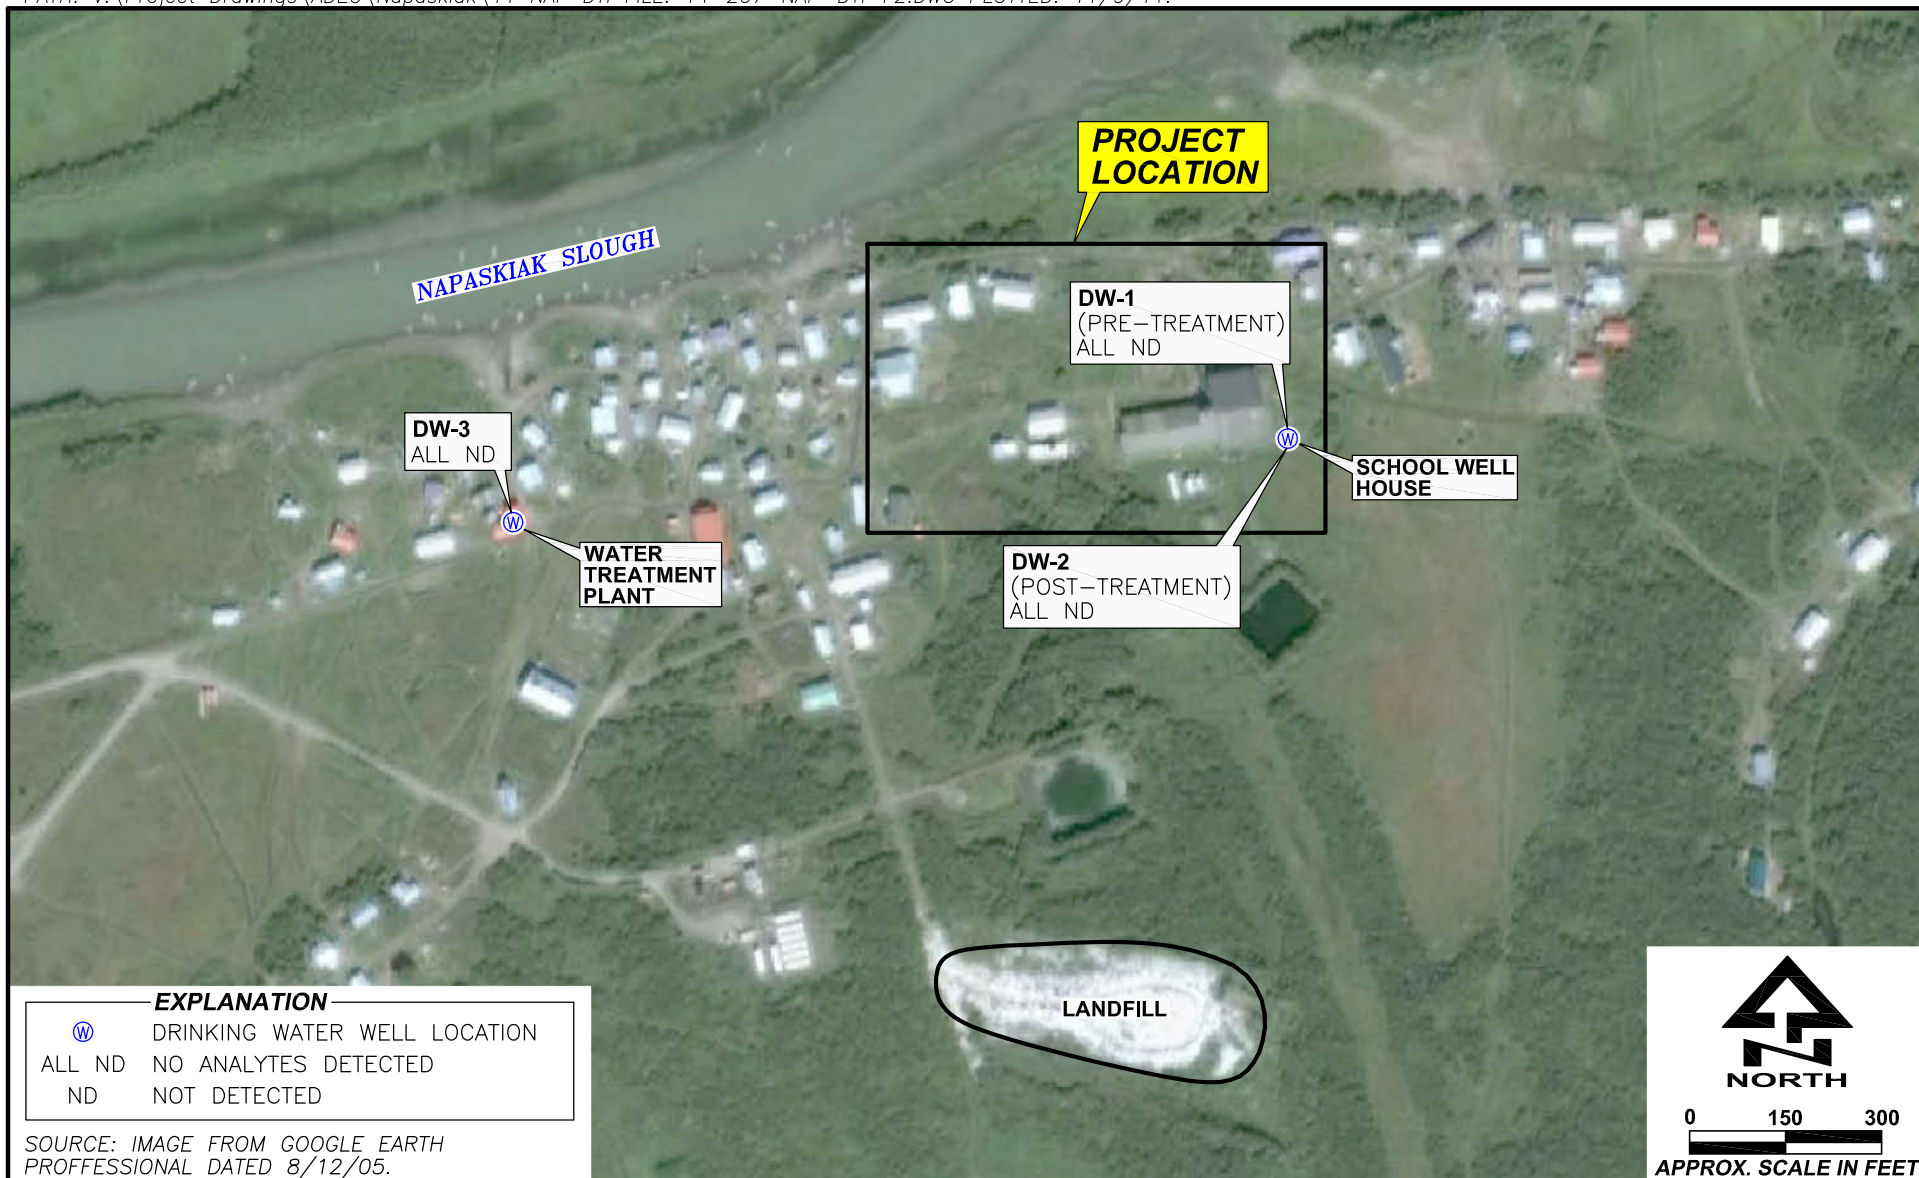 PROJECT
LOCATION
NAPASKIAK SLOUGH
DW-1
(PRE-TREATMENT)
ALL ND
DW-3
ALL ND
SCHOOL WELL
HOUSE
WATER
TREATMENT
PLANT
DW-2
(POST-TREATMENT)
ALL ND
LANDFILL
EXPLANATION
W DRINKING WATER WELL LOCATION
ALL ND NO ANALYTES DETECTED
ND NOT DETECTED
SOURCE: IMAGE FROM GOOGLE EARTH
PROFFESSIONAL DATED 8/12/05.
NORTH
0 150 300
APPROX. SCALE IN FEET
W
W